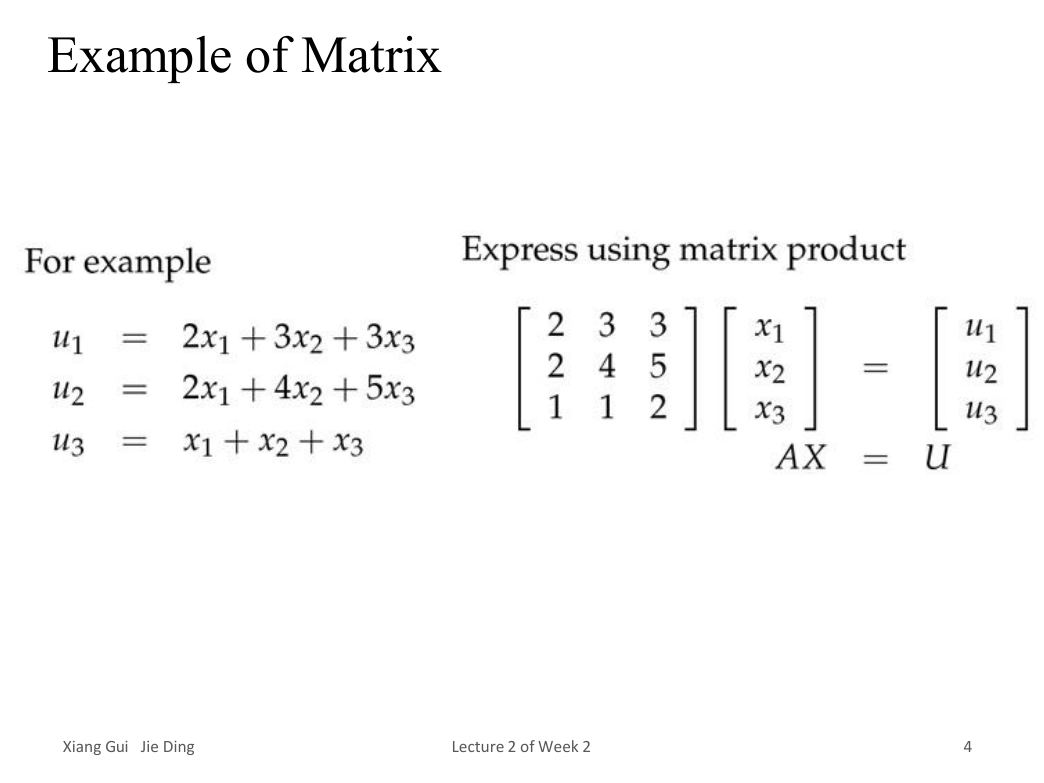 Example of Matrix
For example
u₁ = 2x₁ + 3x₂ + 3x₃
u₂ = 2x₁ + 4x₂ + 5x₃
u₃ = x₁ + x₂ + x₃
Express using matrix product
[ 2 3 3 ] [ x₁ ] = [ u₁ ]
[ 2 4 5 ] [ x₂ ] = [ u₂ ]
[ 1 1 2 ] [ x₃ ] = [ u₃ ]
AX = U
Xiang Gui Jie Ding
Lecture 2 of Week 2
4